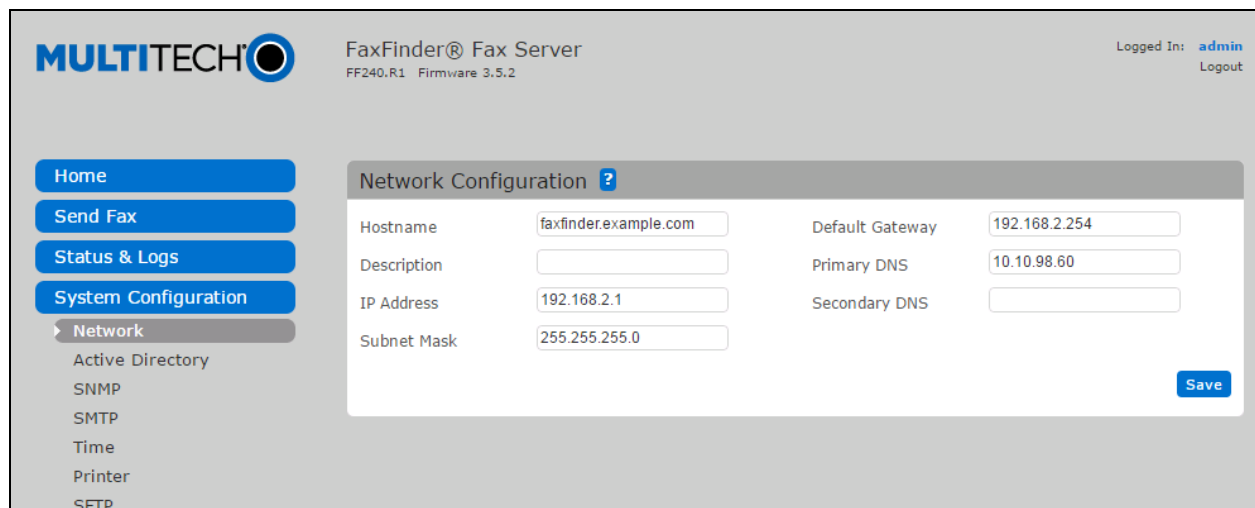 MULTITECH
FaxFinder® Fax Server
FF240.R1 Firmware 3.5.2
Logged In: admin
Logout
Home
Send Fax
Status & Logs
System Configuration
Network
Active Directory
SNMP
SMTP
Time
Printer
SFTP
Network Configuration ?
Hostname faxfinder.example.com
Default Gateway 192.168.2.254
Description
Primary DNS 10.10.98.60
IP Address 192.168.2.1
Secondary DNS
Subnet Mask 255.255.255.0
Save